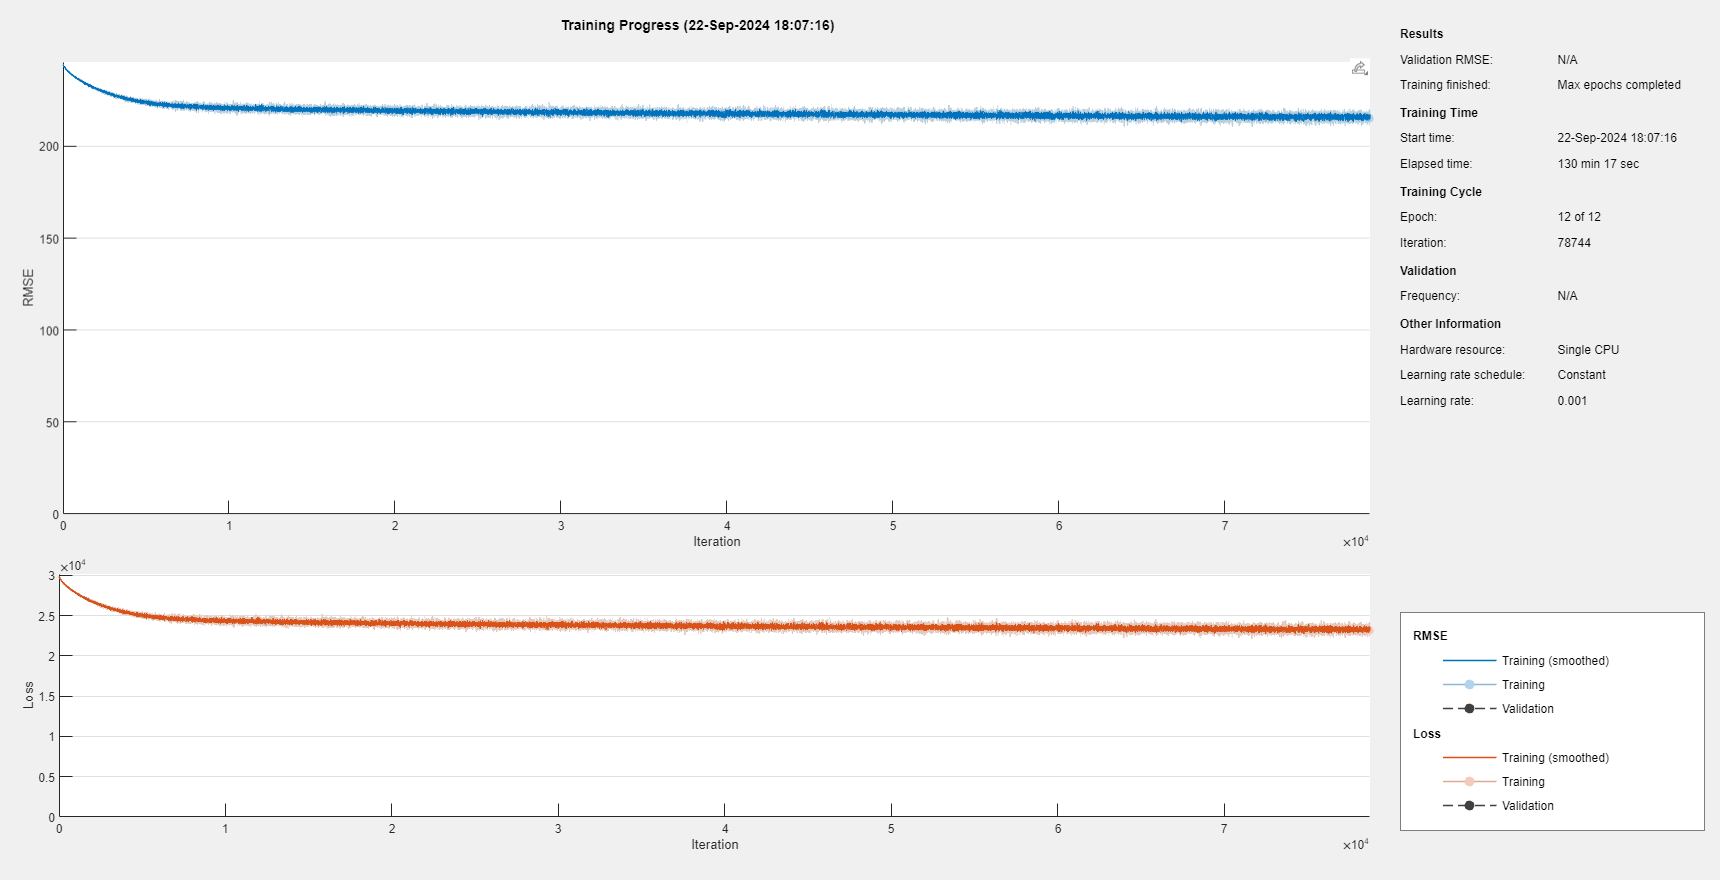 Training Progress (22-Sep-2024 18:07:16)
200
150
100
50
0
RMSE
0 1 2 3 4 5 6 7
Iteration
×10⁴
×10⁴
3
2.5
2
1.5
1
0.5
0
Loss
0 1 2 3 4 5 6 7
Iteration
×10⁴
Results
Validation RMSE: N/A
Training finished: Max epochs completed
Training Time
Start time: 22-Sep-2024 18:07:16
Elapsed time: 130 min 17 sec
Training Cycle
Epoch: 12 of 12
Iteration: 78744
Validation
Frequency: N/A
Other Information
Hardware resource: Single CPU
Learning rate schedule: Constant
Learning rate: 0.001
RMSE
Training (smoothed)
Training
Validation
Loss
Training (smoothed)
Training
Validation